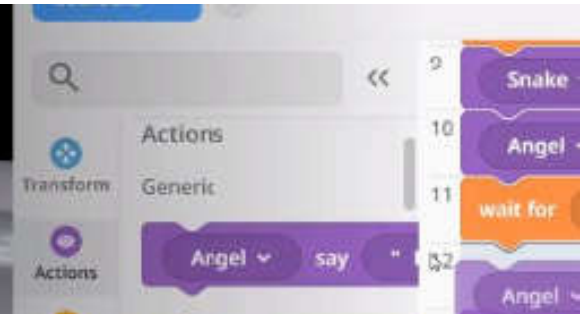 9
Snake
Actions
10
Angel
Transform
Generic
11
wait for
Actions
Angel say "
12
Angel